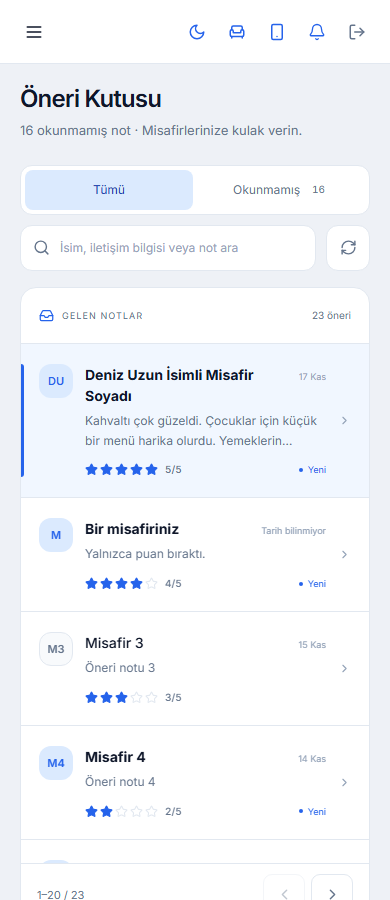 Öneri Kutusu
16 okunmamış not · Misafirlerinize kulak verin.
Tümü
Okunmamış 16
İsim, iletişim bilgisi veya not ara
GELEN NOTLAR 23 öneri
DU
Deniz Uzun İsimli Misafir 17 Kas
Soyadı
Kahvaltı çok güzeldi. Çocuklar için küçük
bir menü harika olurdu. Yemeklerin...
5/5 Yeni
M
Bir misafiriniz Tarih bilinmiyor
Yalnızca puan bıraktı.
4/5 Yeni
M3
Misafir 3 15 Kas
Öneri notu 3
3/5
M4
Misafir 4 14 Kas
Öneri notu 4
2/5 Yeni
1–20 / 23